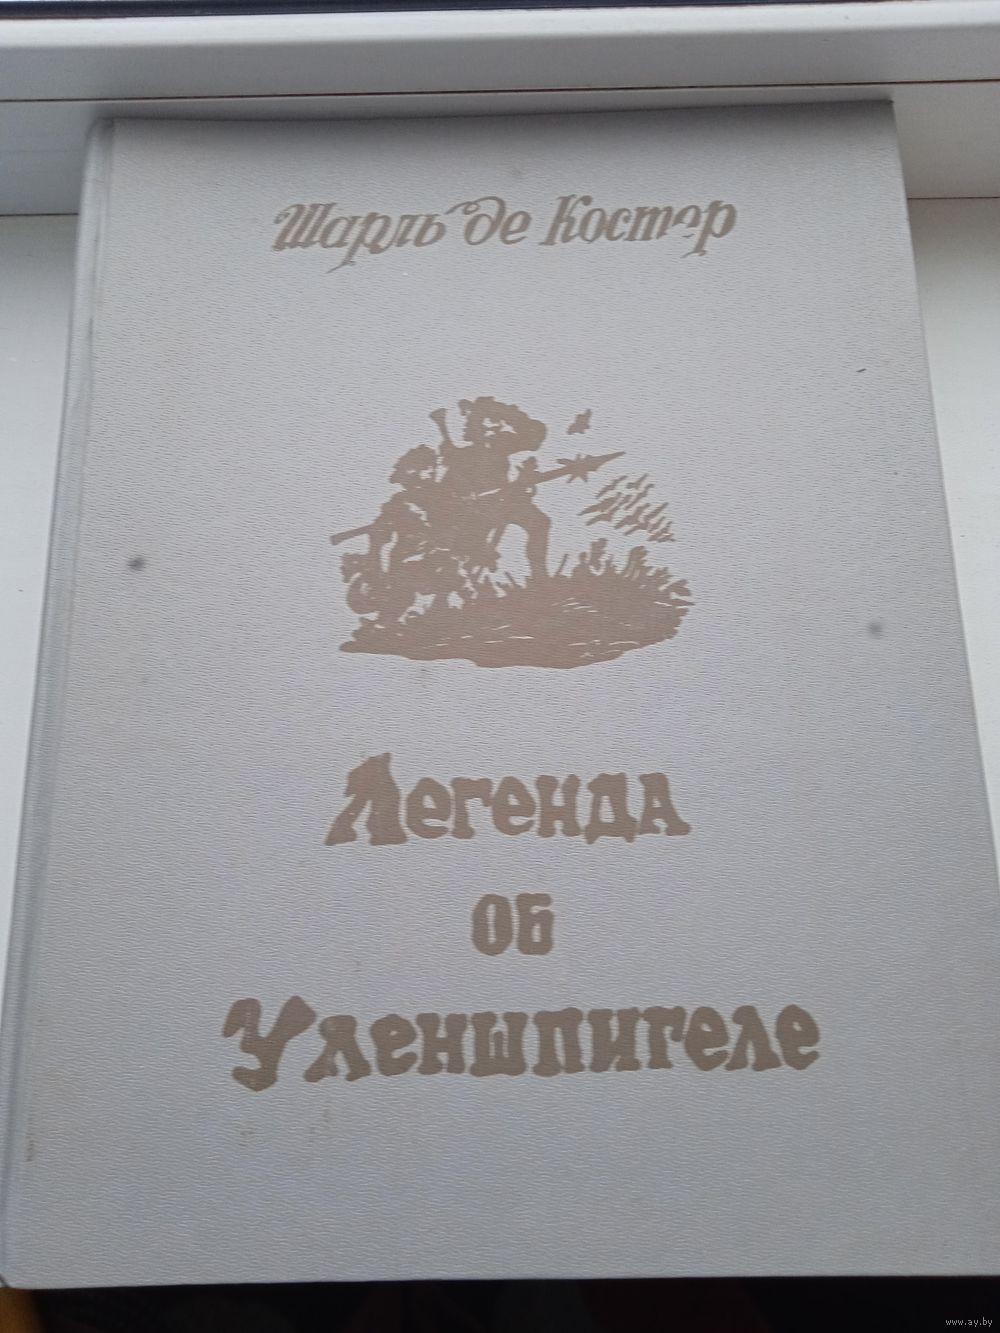 Шарль де Костер
Легенда
об
Уленшпигеле
www.ay.by